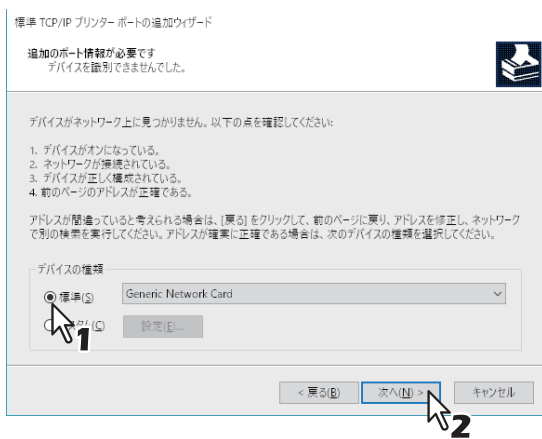 標準 TCP/IP プリンター ポートの追加ウィザード
追加のポート情報が必要です
デバイスを識別できませんでした。
デバイスがネットワーク上に見つかりません。以下の点を確認してください:
1. デバイスがオンになっている。
2. ネットワークが接続されている。
3. デバイスが正しく構成されている。
4. 前のページのアドレスが正確である。
アドレスが間違っていると考えられる場合は、[戻る] をクリックして、前のページに戻り、アドレスを修正し、ネットワーク
で別の検索を実行してください。アドレスが確実に正確である場合は、次のデバイスの種類を選択してください。
デバイスの種類
標準(S) Generic Network Card
(C) 設定(E)...
1
< 戻る(B) 次へ(N) > キャンセル
2